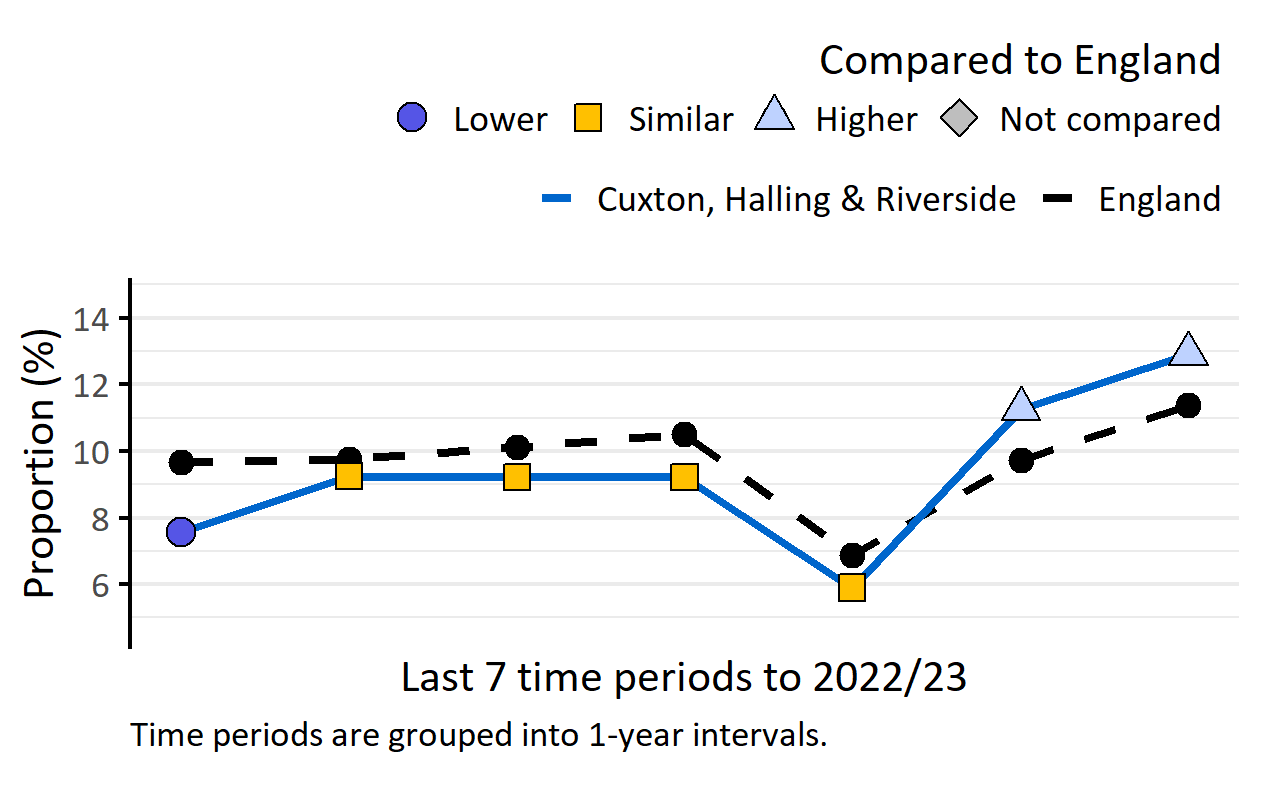 Compared to England
Lower Similar Higher Not compared
Cuxton, Halling & Riverside England
Proportion (%)
14
12
10
8
6
Last 7 time periods to 2022/23
Time periods are grouped into 1-year intervals.